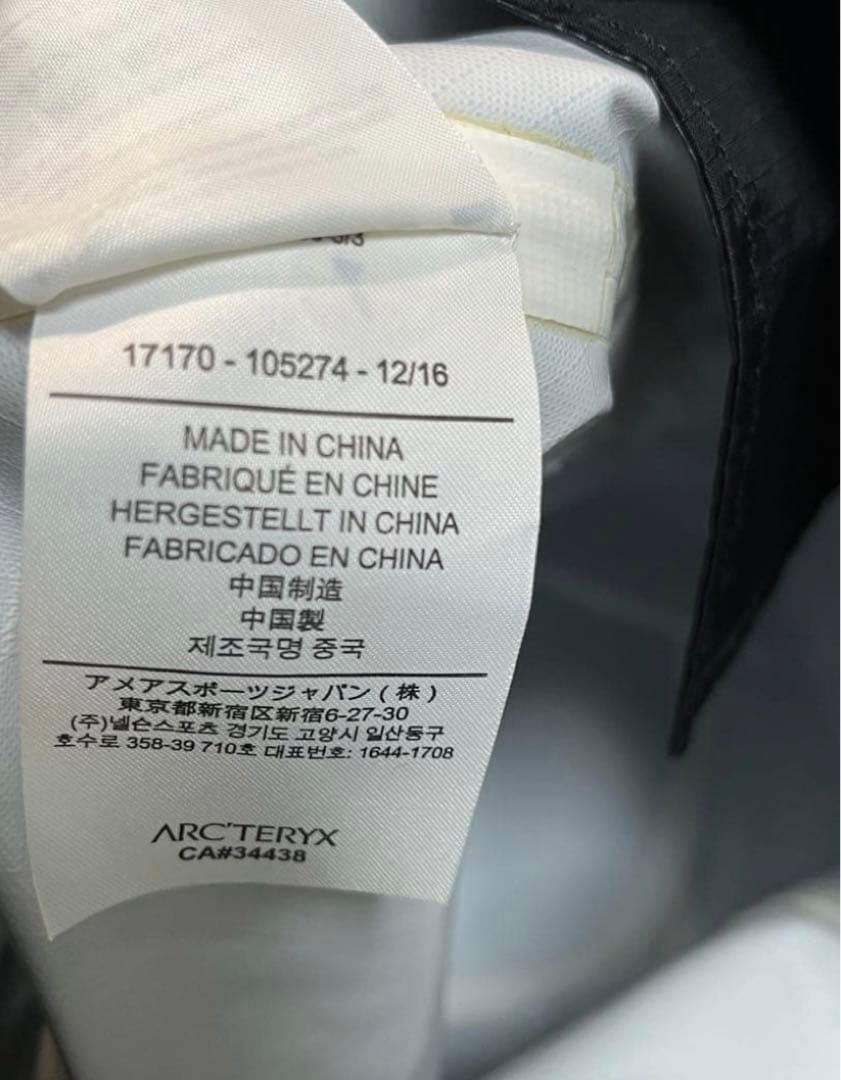 17170 - 105274 - 12/16
MADE IN CHINA
FABRIQUÉ EN CHINE
HERGESTELLT IN CHINA
FABRICADO EN CHINA
中国制造
中国製
제조국명 중국
アメアスポーツジャパン ( 株 )
東京都新宿区新宿6-27-30
(주)넬슨스포츠 경기도 고양시 일산동구
호수로 358-39 710호 대표번호: 1644-1708
ARC'TERYX
CA#34438